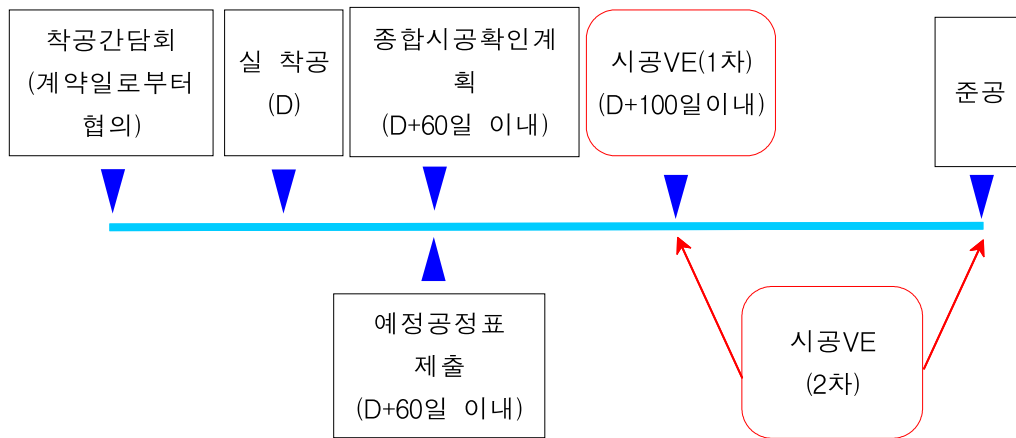 착공간담회
(계약일로부터
협의)
실 착공
(D)
종합시공확인계
획
(D+60일 이내)
시공VE(1차)
(D+100일이내)
준공
예정공정표
제출
(D+60일 이내)
시공VE
(2차)